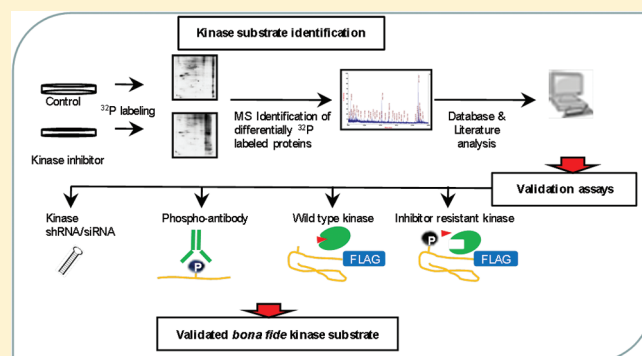 Kinase substrate identification
Control
³²P labeling
Kinase inhibitor
MS Identification of
differentially ³²P
labeled proteins
Database &
Literature
analysis
Validation assays
Kinase
shRNA/siRNA
Phospho-antibody
P
Wild type kinase
FLAG
Inhibitor resistant kinase
P
FLAG
Validated bona fide kinase substrate